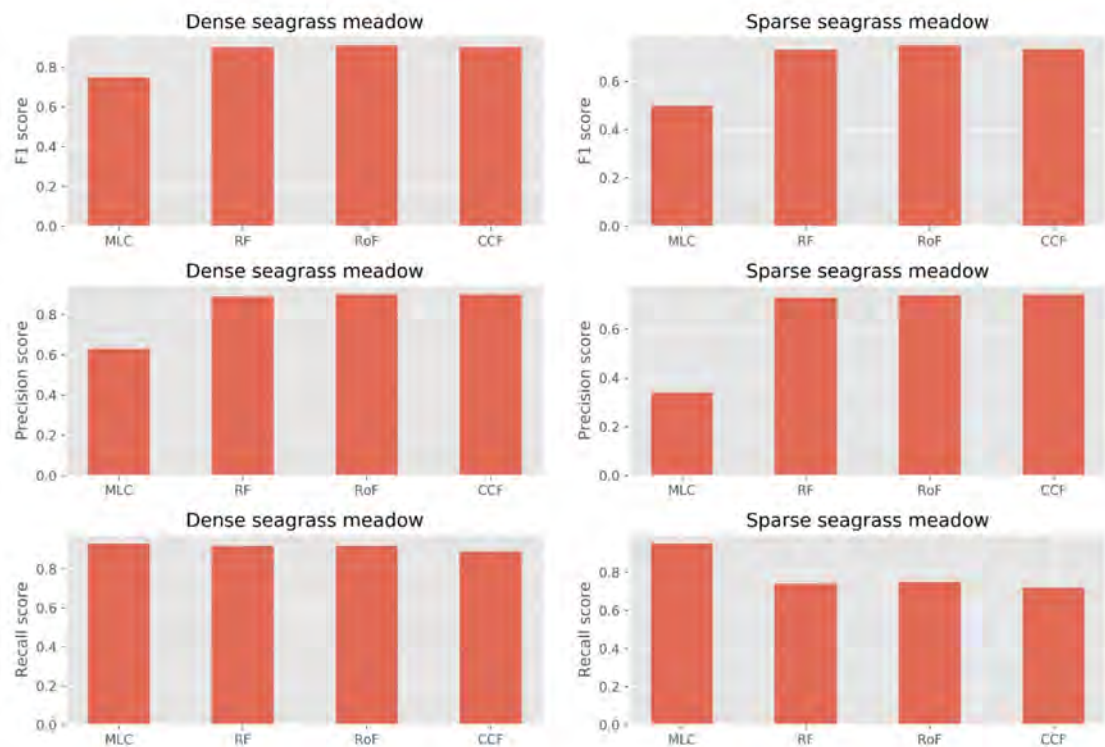 Dense seagrass meadow
F1 score
0.8
0.6
0.4
0.2
0.0
MLC RF RoF CCF
Sparse seagrass meadow
F1 score
0.6
0.4
0.2
0.0
MLC RF RoF CCF
Dense seagrass meadow
Precision score
0.8
0.6
0.4
0.2
0.0
MLC RF RoF CCF
Sparse seagrass meadow
Precision score
0.6
0.4
0.2
0.0
MLC RF RoF CCF
Dense seagrass meadow
Recall score
0.8
0.6
0.4
0.2
0.0
MLC RF RoF CCF
Sparse seagrass meadow
Recall score
0.8
0.6
0.4
0.2
0.0
MLC RF RoF CCF